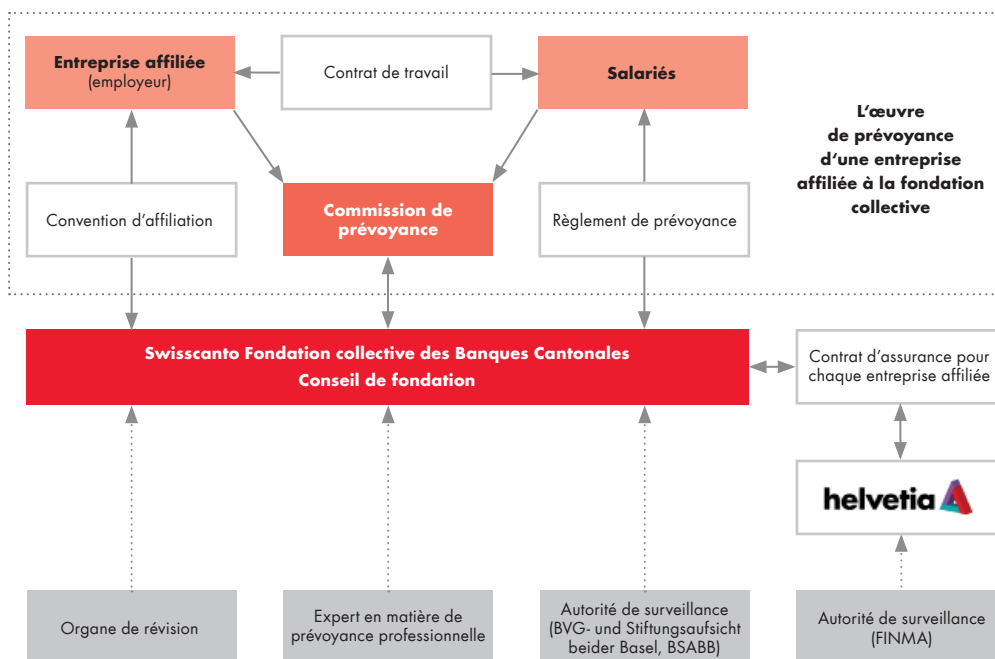 Entreprise affiliée
(employeur)
Contrat de travail
Salariés
L‘œuvre
de prévoyance
d‘une entreprise
affiliée à la fondation
collective
Convention d’affiliation
Commission de
prévoyance
Règlement de prévoyance
Swisscanto Fondation collective des Banques Cantonales
Conseil de fondation
Contrat d’assurance pour
chaque entreprise affiliée
helvetia
Organe de révision
Expert en matière de
prévoyance professionnelle
Autorité de surveillance
(BVG- und Stiftungsaufsicht
beider Basel, BSABB)
Autorité de surveillance
(FINMA)